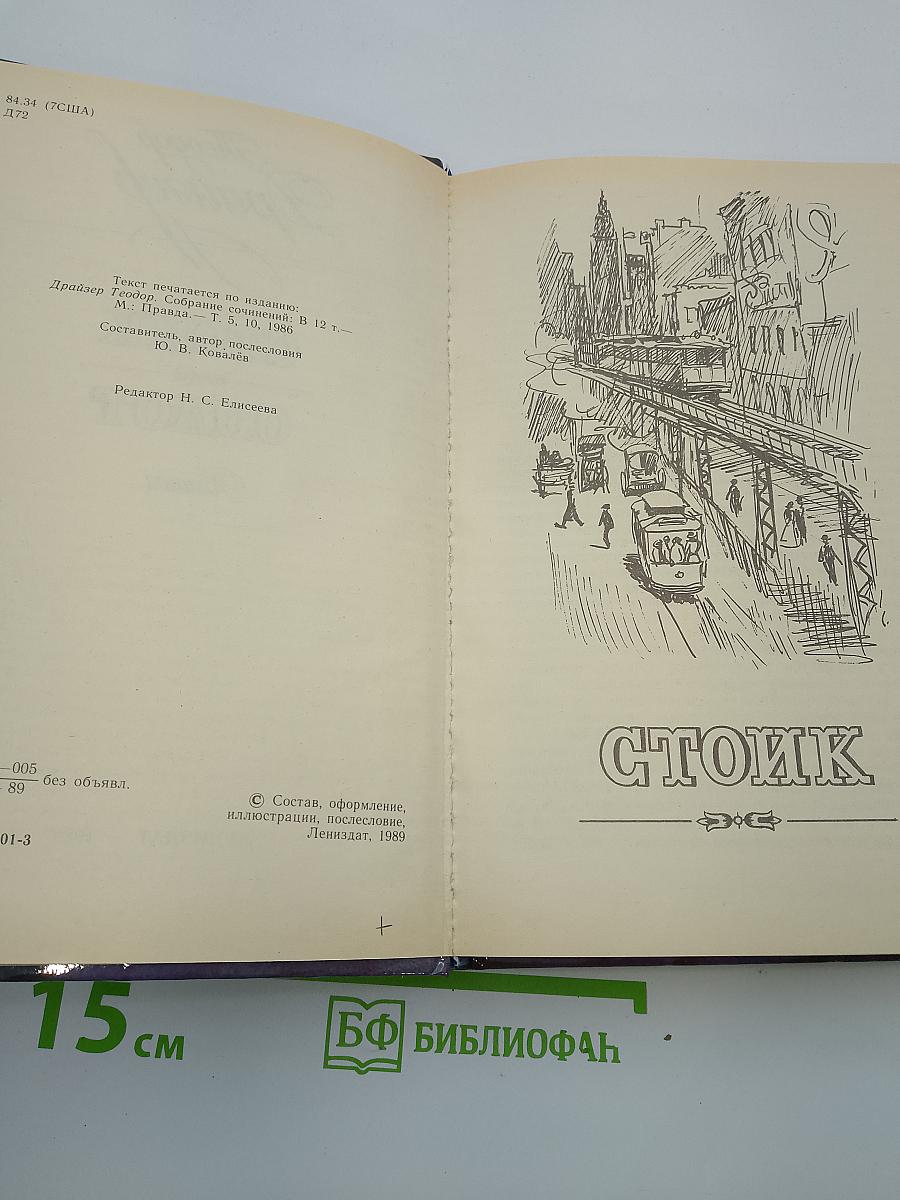 84.34 (7США)
Д72
Текст печатается по изданию:
Драйзер Теодор. Собрание сочинений: В 12 т.—
М.: Правда.— Т. 5, 10, 1986
Составитель, автор послесловия
Ю. В. Ковалёв
Редактор Н. С. Елисеева
—005
89
без объявл.
01-3
© Состав, оформление,
иллюстрации, послесловие,
Лениздат, 1989
СТОИК
15 см
БФ БИБЛИОФАН